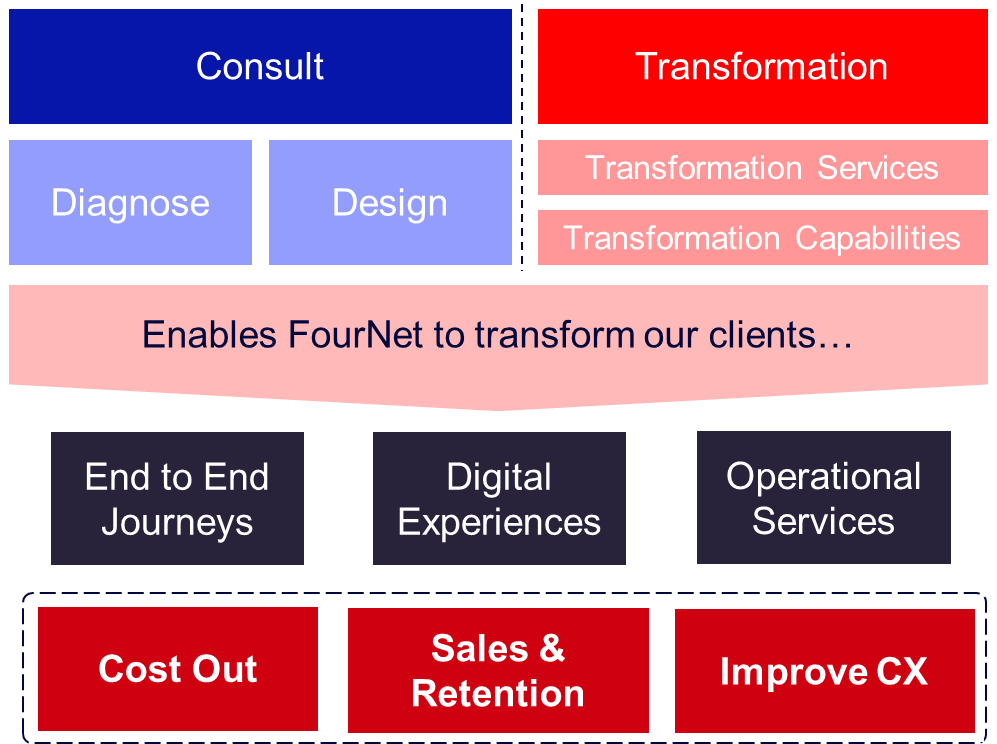 Consult
Transformation
Diagnose
Design
Transformation Services
Transformation Capabilities
Enables FourNet to transform our clients…
End to End
Journeys
Digital
Experiences
Operational
Services
Cost Out
Sales &
Retention
Improve CX